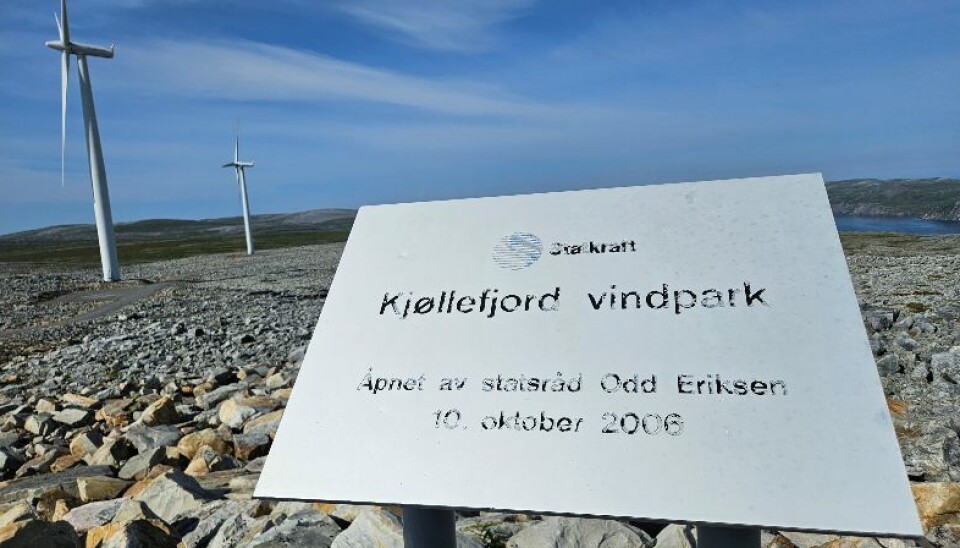 Statkraft
Kjøllefjord vindpark
Åpnet av statsråd Odd Eriksen
10. oktober 2006